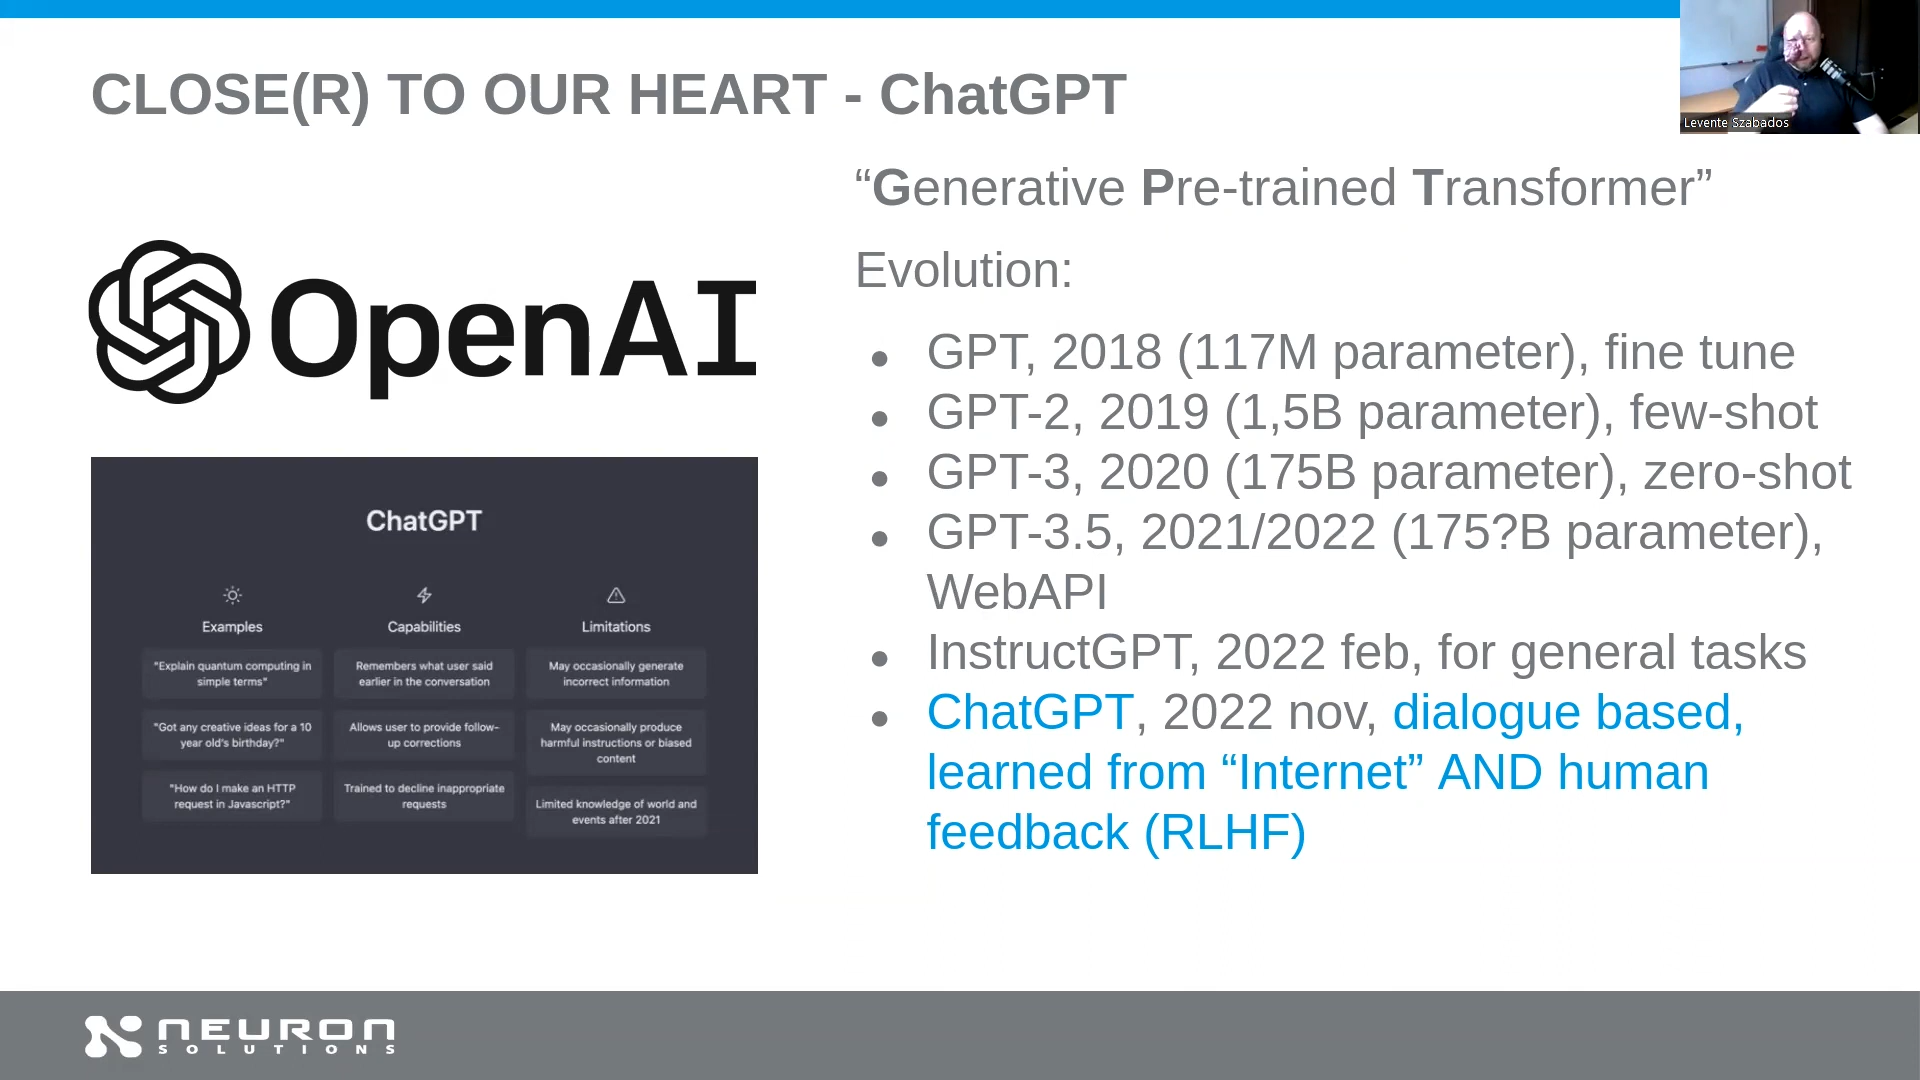 CLOSE(R) TO OUR HEART - ChatGPT
Levente Szabados
“Generative Pre-trained Transformer”
Evolution:
● GPT, 2018 (117M parameter), fine tune
● GPT-2, 2019 (1,5B parameter), few-shot
● GPT-3, 2020 (175B parameter), zero-shot
● GPT-3.5, 2021/2022 (175?B parameter),
WebAPI
● InstructGPT, 2022 feb, for general tasks
● ChatGPT, 2022 nov, dialogue based,
learned from “Internet” AND human
feedback (RLHF)
OpenAI
ChatGPT
Examples
"Explain quantum computing in
simple terms"
"Got any creative ideas for a 10
year old's birthday?"
"How do I make an HTTP
request in Javascript?"
Capabilities
Remembers what user said
earlier in the conversation
Allows user to provide follow-
up corrections
Trained to decline inappropriate
requests
Limitations
May occasionally generate
incorrect information
May occasionally produce
harmful instructions or biased
content
Limited knowledge of world and
events after 2021
NEURON
SOLUTIONS